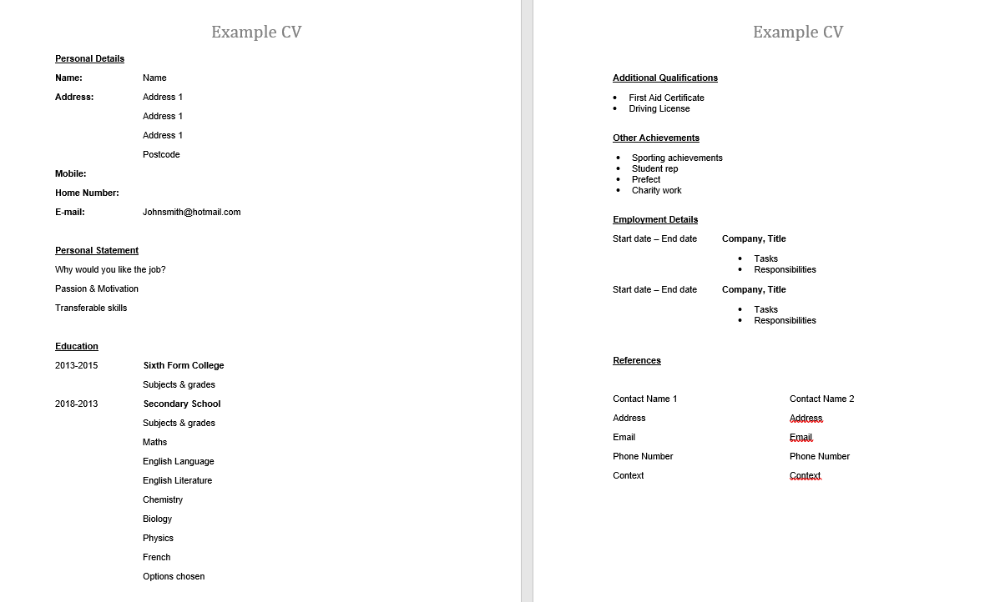 Example CV
Personal Details
Name: Name
Address: Address 1
Address 1
Address 1
Postcode
Mobile:
Home Number:
E-mail: Johnsmith@hotmail.com
Personal Statement
Why would you like the job?
Passion & Motivation
Transferable skills
Education
2013-2015 Sixth Form College
Subjects & grades
2018-2013 Secondary School
Subjects & grades
Maths
English Language
English Literature
Chemistry
Biology
Physics
French
Options chosen
Example CV
Additional Qualifications
• First Aid Certificate
• Driving License
Other Achievements
• Sporting achievements
• Student rep
• Prefect
• Charity work
Employment Details
Start date – End date Company, Title
• Tasks
• Responsibilities
Start date – End date Company, Title
• Tasks
• Responsibilities
References
Contact Name 1 Contact Name 2
Address Address
Email Email
Phone Number Phone Number
Context Context